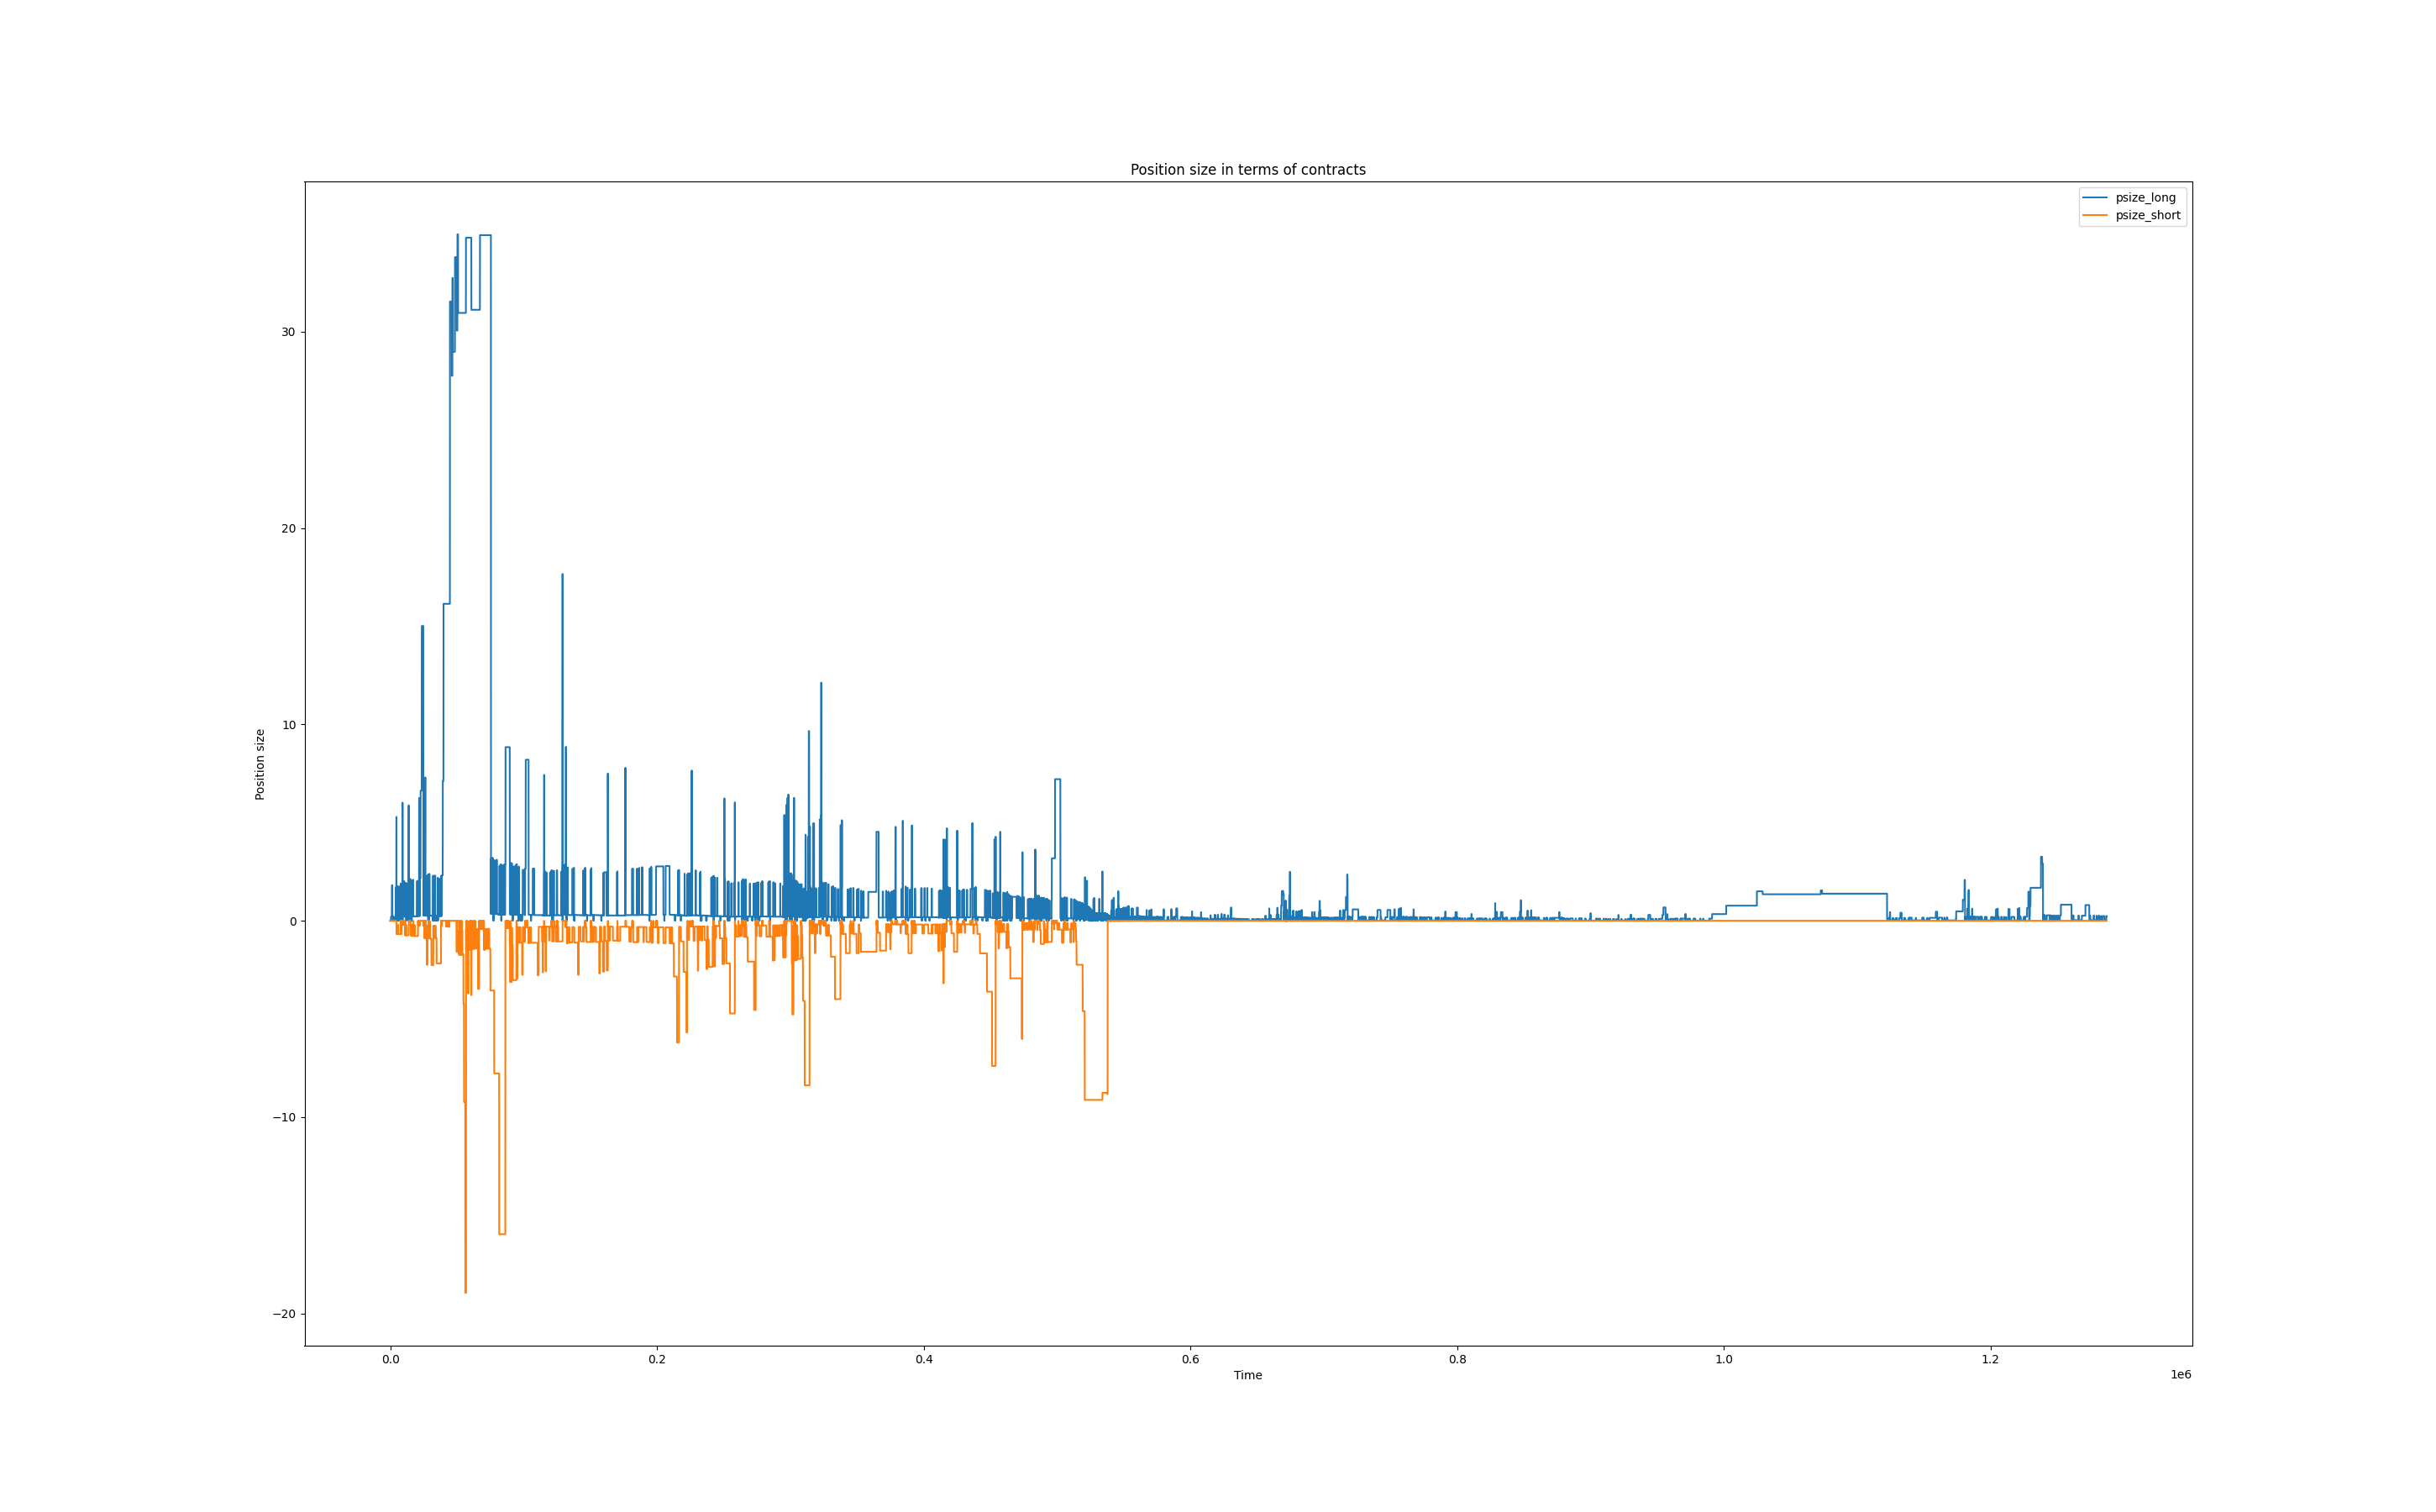 Position size in terms of contracts
psize_long
psize_short
Position size
30
20
10
0
−10
−20
0.0
0.2
0.4
0.6
0.8
1.0
1.2
1e6
Time